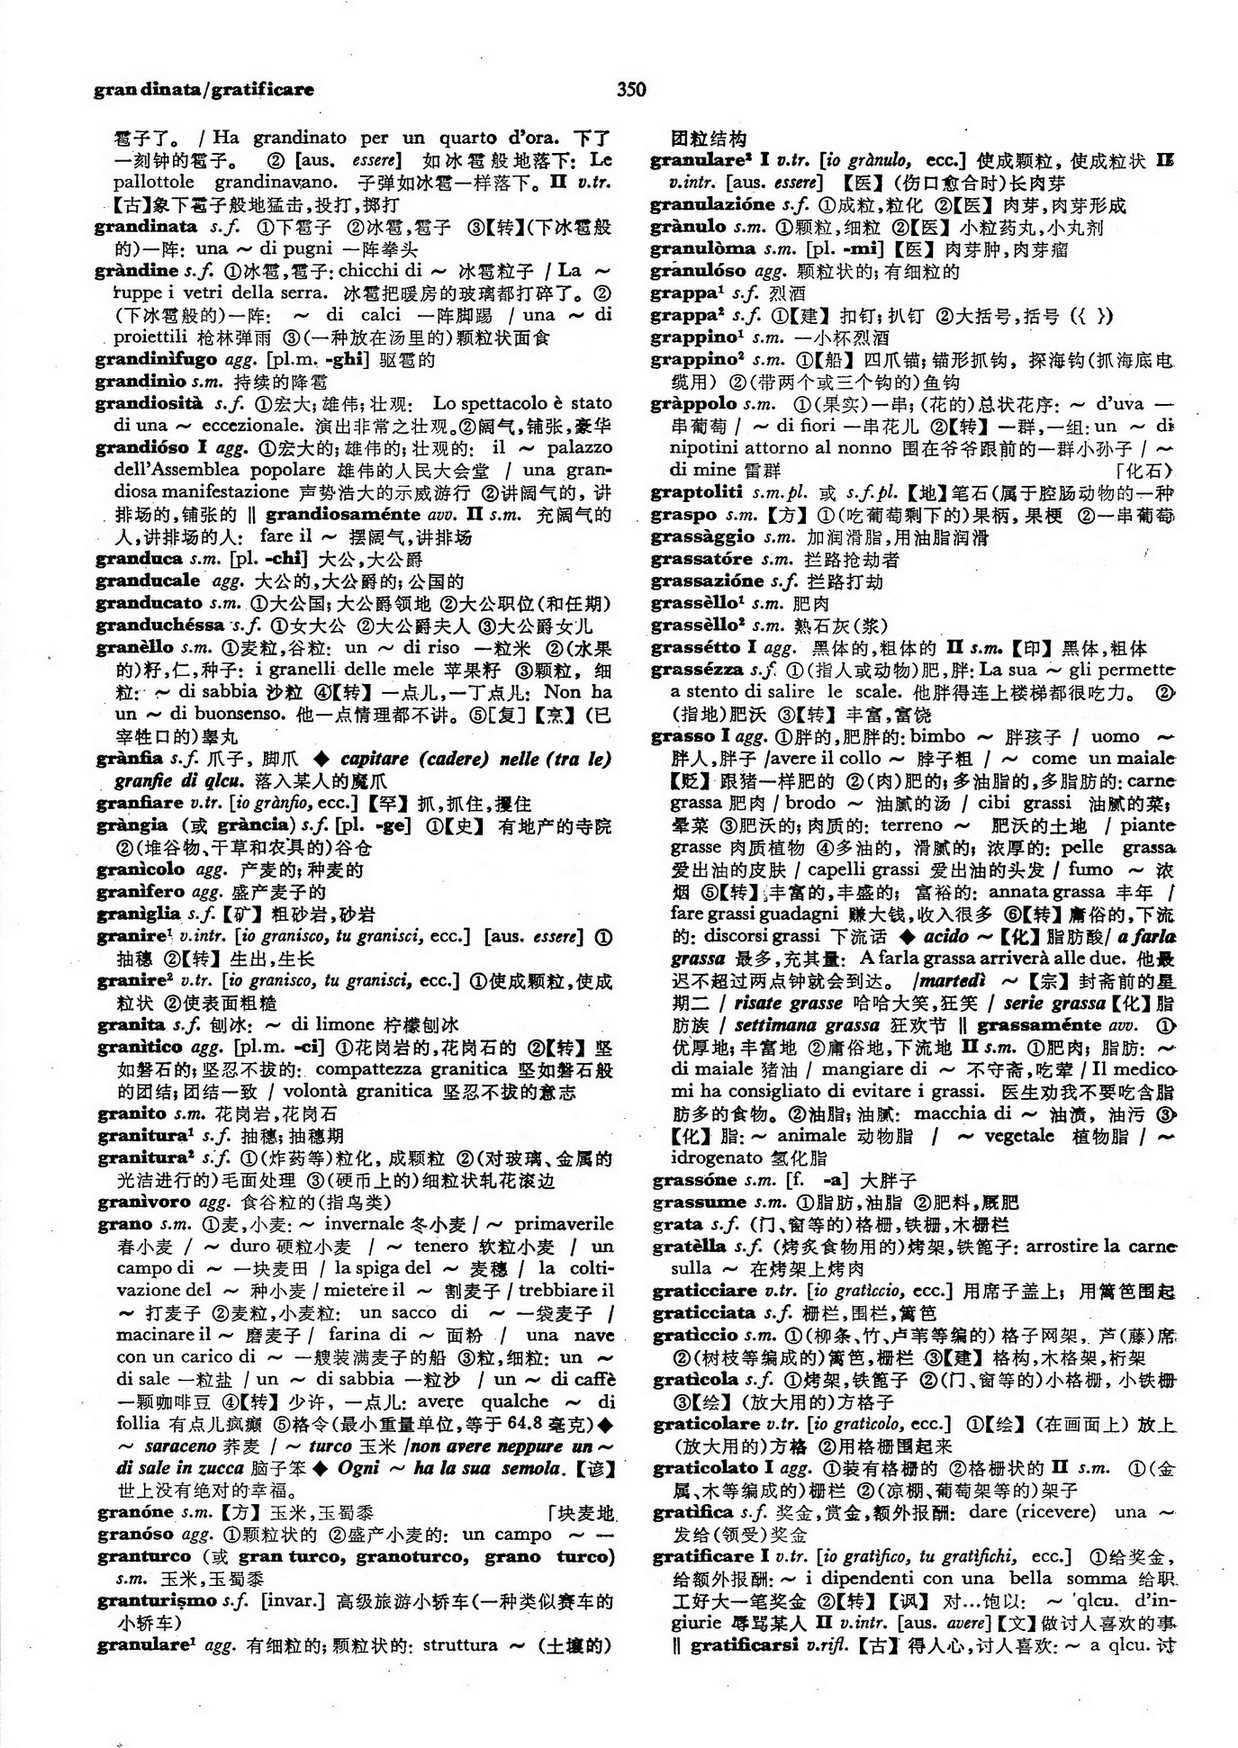 grandinata/gratificare
350
雹子了。 / Ha grandinato per un quarto d'ora. 下了
一刻钟的雹子。 ② [aus. essere] 如冰雹般地落下: Le
pallottole grandinavano. 子弹如冰雹一样落下。II v.tr.
【古】象下雹子般地猛击,投打,掷打
grandinata s.f. ①下雹子 ②冰雹,雹子 ③【转】(下冰雹般
的)一阵: una ~ di pugni 一阵拳头
gràndine s.f. ①冰雹,雹子: chicchi di ~ 冰雹粒子 / La ~
ruppe i vetri della serra. 冰雹把暖房的玻璃都打碎了。②
(下冰雹般的)一阵: ~ di calci 一阵脚踢 / una ~ di
proiettili 枪林弹雨 ③(一种放在汤里的)颗粒状面食
grandinìfugo agg. [pl.m. -ghi] 驱雹的
grandinìo s.m. 持续的降雹
grandiosità s.f. ①宏大; 雄伟; 壮观: Lo spettacolo è stato
di una ~ eccezionale. 演出非常之壮观。②阔气,铺张,豪华
grandióso I agg. ①宏大的; 雄伟的; 壮观的: il ~ palazzo
dell'Assemblea popolare 雄伟的人民大会堂 / una gran-
diosa manifestazione 声势浩大的示威游行 ②讲阔气的, 讲
排场的,铺张的 ‖ grandiosaménte avv. II s.m. 充阔气的
人,讲排场的人: fare il ~ 摆阔气,讲排场
granduca s.m. [pl. -chi] 大公,大公爵
granducale agg. 大公的,大公爵的; 公国的
granducato s.m. ①大公国; 大公爵领地 ②大公职位(和任期)
granduchéssa s.f. ①女大公 ②大公爵夫人 ③大公爵女儿
granèllo s.m. ①麦粒,谷粒: un ~ di riso 一粒米 ②(水果
的)籽,仁,种子: i granelli delle mele 苹果籽 ③颗粒, 细
粒: ~ di sabbia 沙粒 ④【转】一点儿,一丁点儿: Non ha
un ~ di buonsenso. 他一点情理都不讲。⑤[复]【烹】(已
宰牲口的)睾丸
grànfia s.f. 爪子, 脚爪 ◆ capitare (cadere) nelle (tra le)
granfie di qlcu. 落入某人的魔爪
granfiare v.tr. [io grànfio, ecc.]【罕】抓,抓住,攫住
gràngia (或 grància) s.f. [pl. -ge] ①【史】有地产的寺院
②(堆谷物、干草和农具的)谷仓
granìcolo agg. 产麦的; 种麦的
granìfero agg. 盛产麦子的
granìglia s.f.【矿】粗砂岩,砂岩
granire¹ v.intr. [io granisco, tu granisci, ecc.] [aus. essere] ①
抽穗 ②【转】生出,生长
granire² v.tr. [io granisco, tu granisci, ecc.] ①使成颗粒,使成
粒状 ②使表面粗糙
granita s.f. 刨冰: ~ di limone 柠檬刨冰
granìtico agg. [pl.m. -ci] ①花岗岩的,花岗石的 ②【转】坚
如磐石的; 坚忍不拔的: compattezza granitica 坚如磐石般
的团结; 团结一致 / volontà granitica 坚忍不拔的意志
granito s.m. 花岗岩,花岗石
granitura¹ s.f. 抽穗; 抽穗期
granitura² s.f. ①(炸药等)粒化, 成颗粒 ②(对玻璃、金属的
光洁进行的)毛面处理 ③(硬币上的)细粒状轧花滚边
granìvoro agg. 食谷粒的(指鸟类)
grano s.m. ①麦,小麦: ~ invernale 冬小麦 / ~ primaverile
春小麦 / ~ duro 硬粒小麦 / ~ tenero 软粒小麦 / un
campo di ~ 一块麦田 / la spiga del ~ 麦穗 / la colti-
vazione del ~ 种小麦 / mietere il ~ 割麦子 / trebbiare il
~ 打麦子 ②麦粒,小麦粒: un sacco di ~ 一袋麦子 /
macinare il ~ 磨麦子 / farina di ~ 面粉 / una nave
con un carico di ~ 一艘装满麦子的船 ③粒,细粒: un ~
di sale 一粒盐 / un ~ di sabbia 一粒沙 / un ~ di caffè
一颗咖啡豆 ④【转】少许, 一点儿: avere qualche ~ di
follia 有点儿疯癫 ⑤格令(最小重量单位,等于 64.8 毫克)◆
~ saraceno 荞麦 / ~ turco 玉米 /non avere neppure un ~
di sale in zucca 脑子笨 ◆ Ogni ~ ha la sua semola.【谚】
世上没有绝对的幸福。
granóne s.m.【方】玉米,玉蜀黍 「块麦地
granóso agg. ①颗粒状的 ②盛产小麦的: un campo ~ 一
granturco (或 gran turco, granoturco, grano turco)
s.m. 玉米,玉蜀黍
granturismo s.f. [invar.] 高级旅游小轿车(一种类似赛车的
小轿车)
granulare¹ agg. 有细粒的; 颗粒状的: struttura ~ (土壤的)
团粒结构
granulare² I v.tr. [io grànulo, ecc.] 使成颗粒, 使成粒状 II
v.intr. [aus. essere]【医】(伤口愈合时)长肉芽
granulazióne s.f. ①成粒,粒化 ②【医】肉芽,肉芽形成
grànulo s.m. ①颗粒,细粒 ②【医】小粒药丸,小丸剂
granulòma s.m. [pl. -mi]【医】肉芽肿,肉芽瘤
granulóso agg. 颗粒状的; 有细粒的
grappa¹ s.f. 烈酒
grappa² s.f. ①【建】扣钉; 扒钉 ②大括号,括号 ({ })
grappino¹ s.m. 一小杯烈酒
grappino² s.m. ①【船】四爪锚; 锚形抓钩, 探海钩(抓海底电
缆用) ②(带两个或三个钩的)鱼钩
gràppolo s.m. ①(果实)一串; (花的)总状花序: ~ d'uva 一
串葡萄 / ~ di fiori 一串花儿 ②【转】一群,一组: un ~ di
nipotini attorno al nonno 围在爷爷跟前的一群小孙子 / ~
di mine 雷群 「化石)
graptoliti s.m.pl. 或 s.f.pl.【地】笔石(属于腔肠动物的一种
graspo s.m.【方】①(吃葡萄剩下的)果柄, 果梗 ②一串葡萄
grassàggio s.m. 加润滑脂,用油脂润滑
grassatóre s.m. 拦路抢劫者
grassazióne s.f. 拦路打劫
grassèllo¹ s.m. 肥肉
grassèllo² s.m. 熟石灰(浆)
grassétto I agg. 黑体的,粗体的 II s.m.【印】黑体,粗体
grassézza s.f. ①(指人或动物)肥,胖: La sua ~ gli permette
a stento di salire le scale. 他胖得连上楼梯都很吃力。 ②
(指地)肥沃 ③【转】丰富,富饶
grasso I agg. ①胖的,肥胖的: bimbo ~ 胖孩子 / uomo ~
胖人,胖子 /avere il collo ~ 脖子粗 / ~ come un maiale
【贬】跟猪一样肥的 ②(肉)肥的; 多油脂的,多脂肪的: carne
grassa 肥肉 / brodo ~ 油腻的汤 / cibi grassi 油腻的菜;
荤菜 ③肥沃的; 肉质的: terreno ~ 肥沃的土地 / piante
grasse 肉质植物 ④多油的, 滑腻的; 浓厚的: pelle grassa
爱出油的皮肤 / capelli grassi 爱出油的头发 / fumo ~ 浓
烟 ⑤【转】丰富的,丰盛的; 富裕的: annata grassa 丰年 /
fare grassi guadagni 赚大钱,收入很多 ⑥【转】庸俗的,下流
的: discorsi grassi 下流话 ◆ acido ~【化】脂肪酸/ a farla
grassa 最多,充其量: A farla grassa arriverà alle due. 他最
迟不超过两点钟就会到达。 /martedì ~【宗】封斋前的星
期二 / risate grasse 哈哈大笑,狂笑 / serie grassa【化】脂
肪族 / settimana grassa 狂欢节 ‖ grassaménte avv. ①
优厚地; 丰富地 ②庸俗地,下流地 II s.m. ①肥肉; 脂肪: ~
di maiale 猪油 / mangiare di ~ 不守斋,吃荤 / Il medico
mi ha consigliato di evitare i grassi. 医生劝我不要吃含脂
肪多的食物。②油脂; 油腻: macchia di ~ 油渍, 油污 ③
【化】脂: ~ animale 动物脂 / ~ vegetale 植物脂 / ~
idrogenato 氢化脂
grassóne s.m. [f. -a] 大胖子
grassume s.m. ①脂肪,油脂 ②肥料,厩肥
grata s.f. (门、窗等的)格栅,铁栅,木栅栏
gratèlla s.f. (烤炙食物用的)烤架,铁篦子: arrostire la carne
sulla ~ 在烤架上烤肉
graticciare v.tr. [io gratìccio, ecc.] 用席子盖上; 用篱笆围起
graticciata s.f. 栅栏,围栏,篱笆
gratìccio s.m. ①(柳条、竹、卢苇等编的) 格子网架, 芦(藤)席
②(树枝等编成的)篱笆,栅栏 ③【建】格构,木格架,桁架
gratìcola s.f. ①烤架,铁篦子 ②(门、窗等的)小格栅, 小铁栅
③【绘】(放大用的)方格子
graticolare v.tr. [io gratìcolo, ecc.] ①【绘】(在画面上) 放上
(放大用的)方格 ②用格栅围起来
graticolato I agg. ①装有格栅的 ②格栅状的 II s.m. ①(金
属、木等编成的)栅栏 ②(凉棚、葡萄架等的)架子
gratìfica s.f. 奖金,赏金,额外报酬: dare (ricevere) una ~
发给(领受)奖金
gratificare I v.tr. [io gratìfico, tu gratìfichi, ecc.] ①给奖金,
给额外报酬: ~ i dipendenti con una bella somma 给职
工好大一笔奖金 ②【转】【讽】对…饱以: ~ qlcu. d'in-
giurie 辱骂某人 II v.intr. [aus. avere]【文】做讨人喜欢的事
‖ gratificarsi v.rifl.【古】得人心,讨人喜欢: ~ a qlcu. 讨